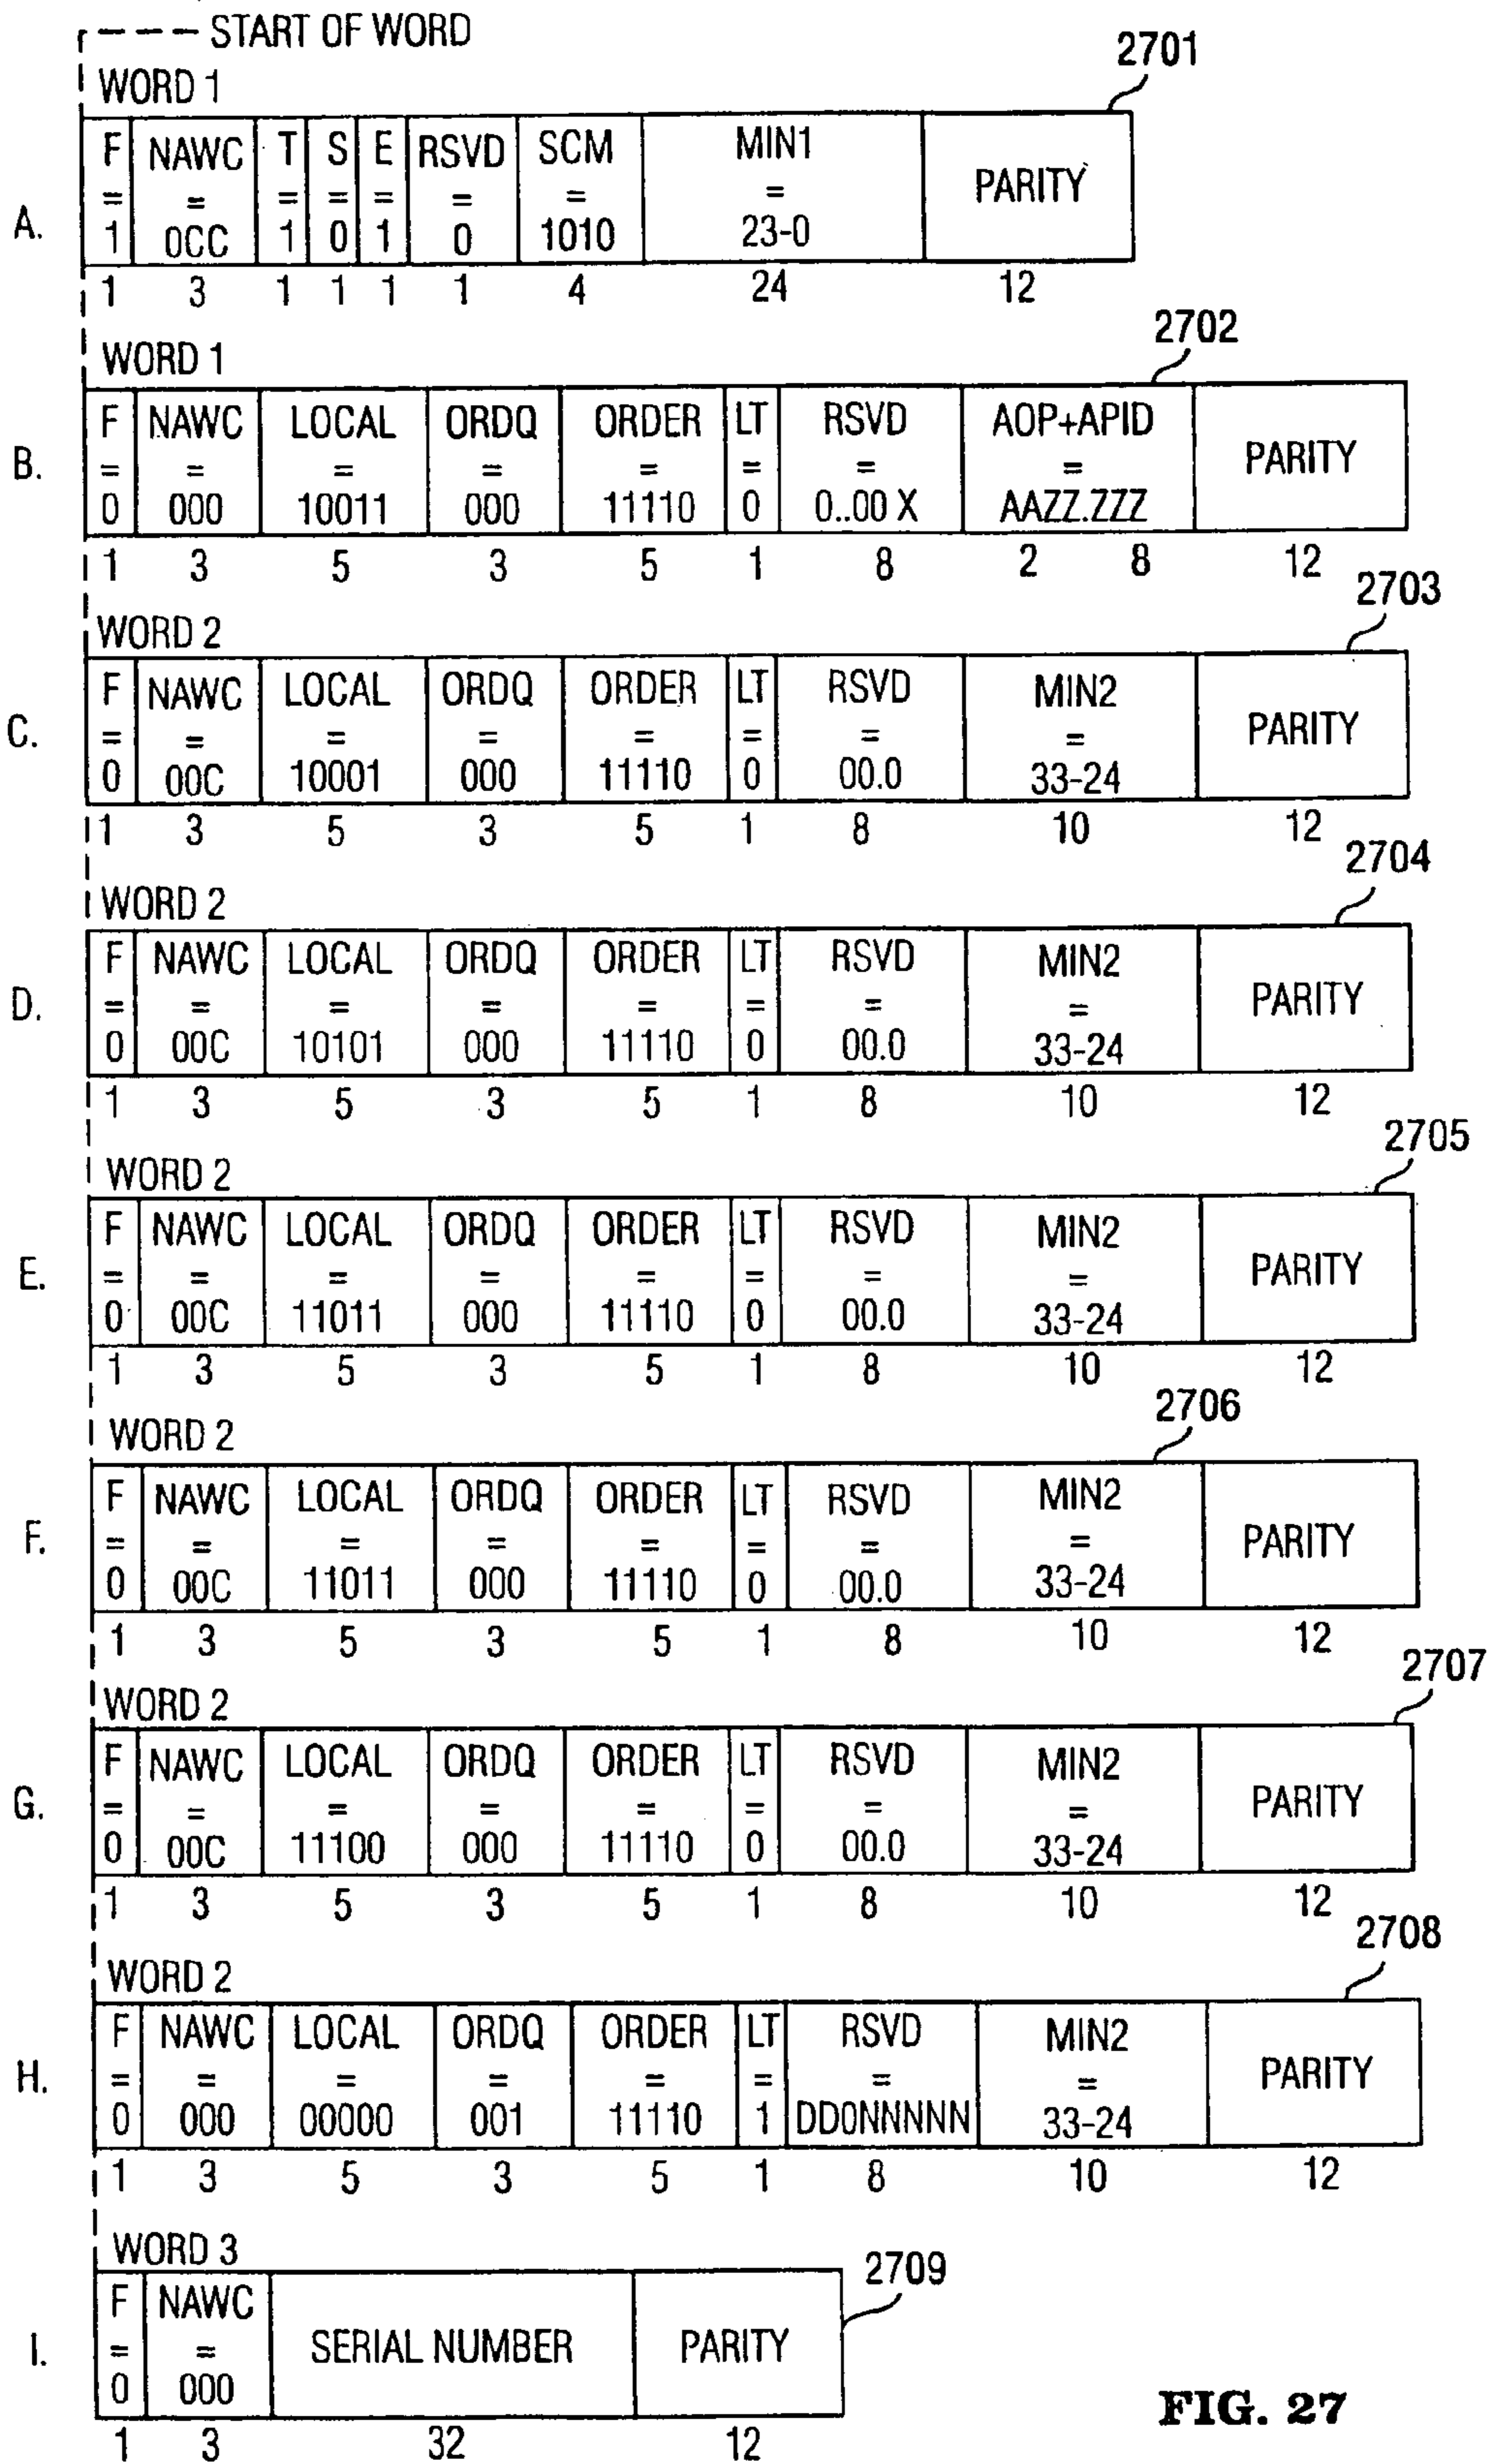 START OF WORD
2701
WORD 1
F NAWC T S E RSVD SCM MIN1 PARITY
= = = = = = = =
A. 1 0CC 1 0 1 0 1010 23-0
1 3 1 1 1 1 4 24 12
2702
WORD 1
F NAWC LOCAL ORDQ ORDER LT RSVD AOP+APID PARITY
= = = = = = = =
B. 0 000 10011 000 11110 0 0..00 X AAZZ.ZZZ
1 3 5 3 5 1 8 2 8 12
2703
WORD 2
F NAWC LOCAL ORDQ ORDER LT RSVD MIN2 PARITY
= = = = = = = =
C. 0 00C 10001 000 11110 0 00.0 33-24
1 3 5 3 5 1 8 10 12
2704
WORD 2
F NAWC LOCAL ORDQ ORDER LT RSVD MIN2 PARITY
= = = = = = = =
D. 0 00C 10101 000 11110 0 00.0 33-24
1 3 5 3 5 1 8 10 12
2705
WORD 2
F NAWC LOCAL ORDQ ORDER LT RSVD MIN2 PARITY
= = = = = = = =
E. 0 00C 11011 000 11110 0 00.0 33-24
1 3 5 3 5 1 8 10 12
2706
WORD 2
F NAWC LOCAL ORDQ ORDER LT RSVD MIN2 PARITY
= = = = = = = =
F. 0 00C 11011 000 11110 0 00.0 33-24
1 3 5 3 5 1 8 10 12
2707
WORD 2
F NAWC LOCAL ORDQ ORDER LT RSVD MIN2 PARITY
= = = = = = = =
G. 0 00C 11100 000 11110 0 00.0 33-24
1 3 5 3 5 1 8 10 12
2708
WORD 2
F NAWC LOCAL ORDQ ORDER LT RSVD MIN2 PARITY
= = = = = = = =
H. 0 000 00000 001 11110 1 DD0NNNNN 33-24
1 3 5 3 5 1 8 10 12
WORD 3
2709
F NAWC SERIAL NUMBER PARITY
= =
I. 0 000
1 3 32 12
FIG. 27